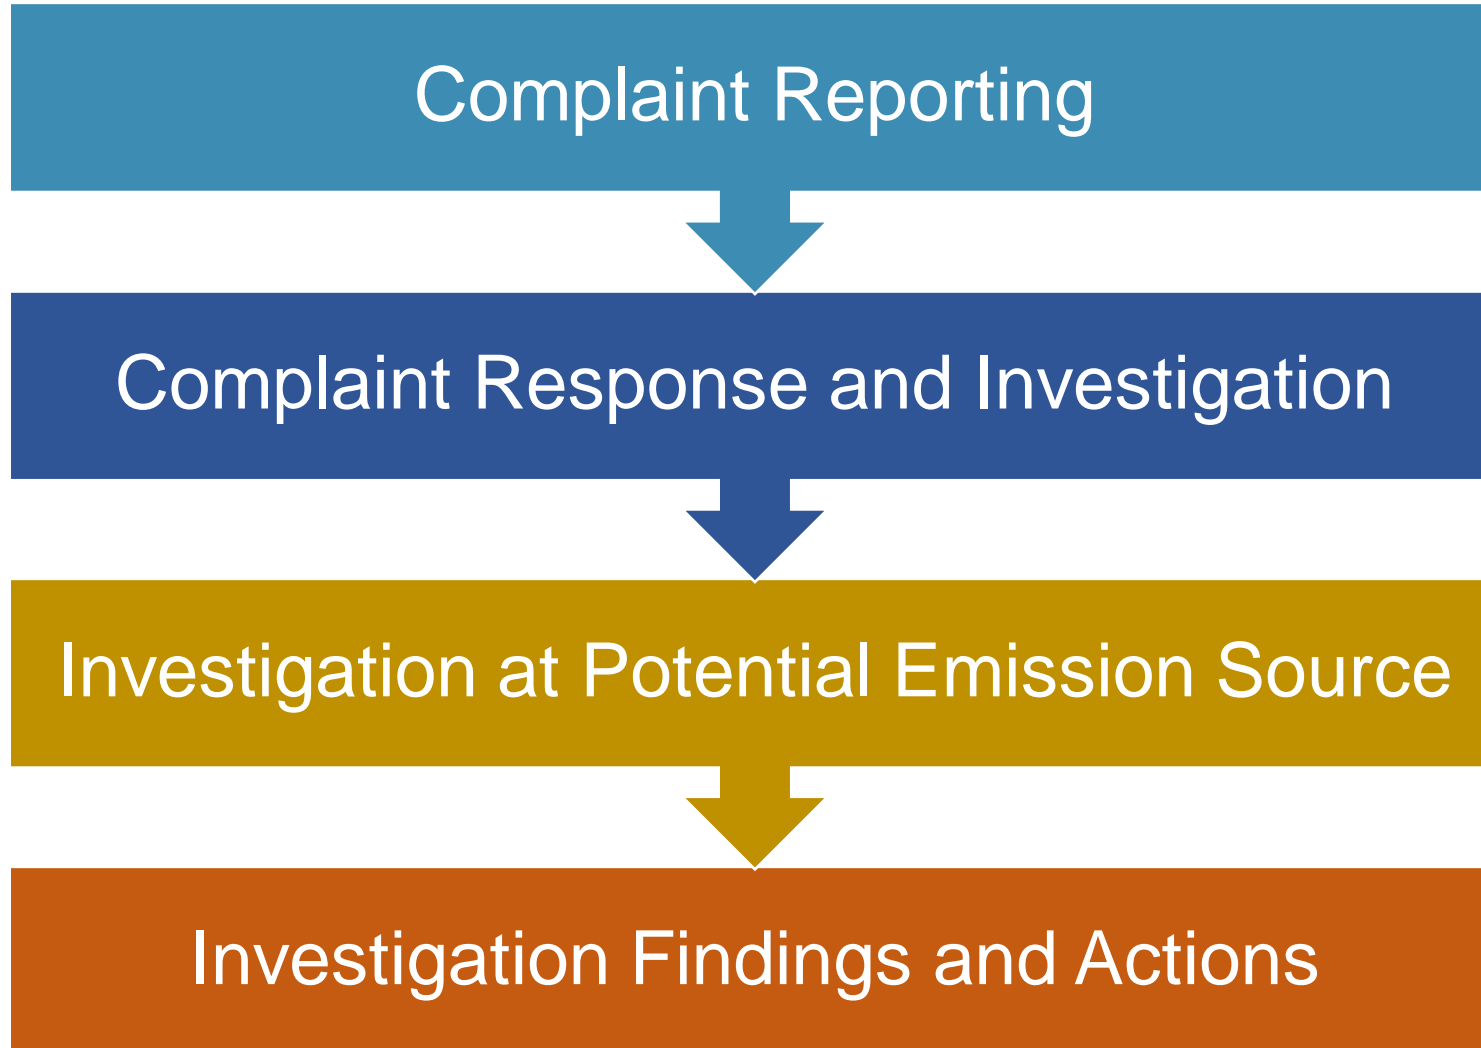 Complaint Reporting
Complaint Response and Investigation
Investigation at Potential Emission Source
Investigation Findings and Actions